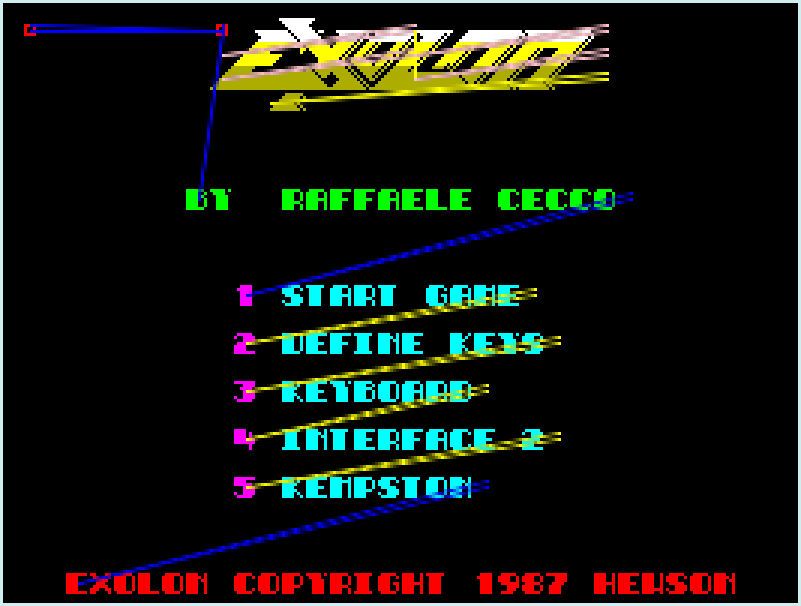 EXOLON
BY RAFFAELE CECCO
1 START GAME
2 DEFINE KEYS
3 KEYBOARD
4 INTERFACE 2
5 KEMPSTON
EXOLON COPYRIGHT 1987 HEWSON